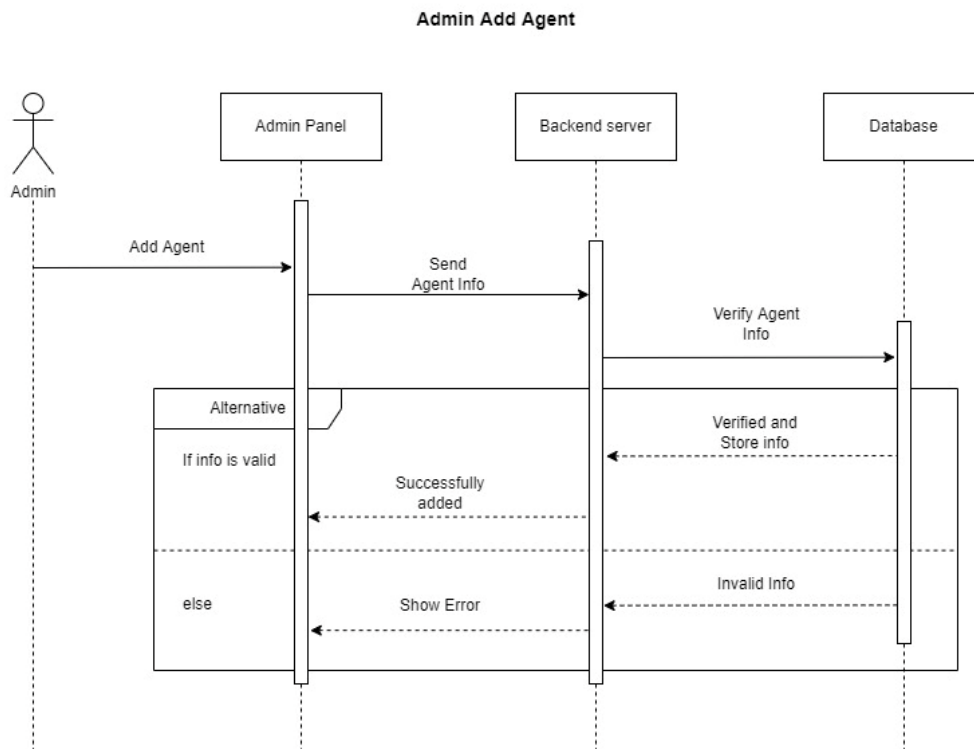 Admin Add Agent
Admin Panel
Backend server
Database
Admin
Add Agent
Send
Agent Info
Verify Agent
Info
Alternative
If info is valid
Verified and
Store info
Successfully
added
else
Invalid Info
Show Error